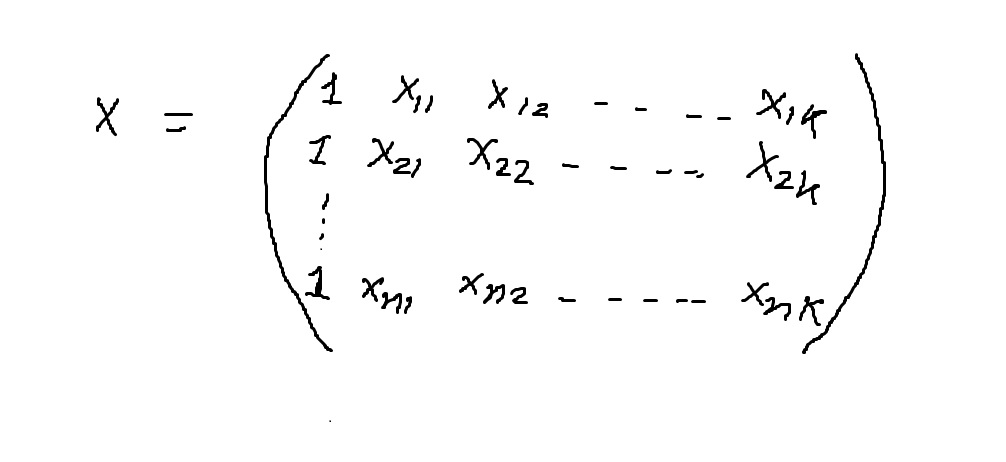 X = ( 1 x₁₁ x₁₂ - - - - x₁ₖ )
1 x₂₁ x₂₂ - - - - - x₂ₖ
⋮
1 xₙ₁ xₙ₂ - - - - - xₙₖ